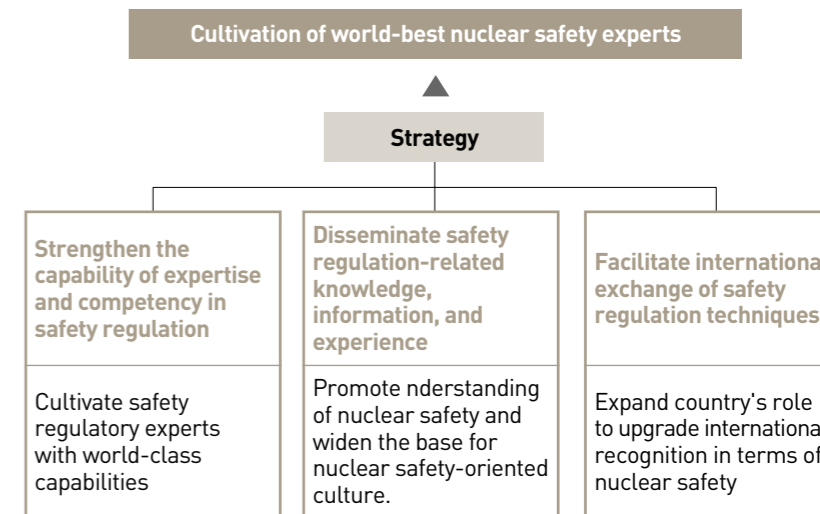 Cultivation of world-best nuclear safety experts
Strategy
Strengthen the
capability of expertise
and competency in
safety regulation
Disseminate safety
regulation-related
knowledge,
information, and
experience
Facilitate internationa
exchange of safety
regulation techniques
Cultivate safety
regulatory experts
with world-class
capabilities
Promote nderstanding
of nuclear safety and
widen the base for
nuclear safety-oriented
culture.
Expand country's role
to upgrade internationa
recognition in terms of
nuclear safety